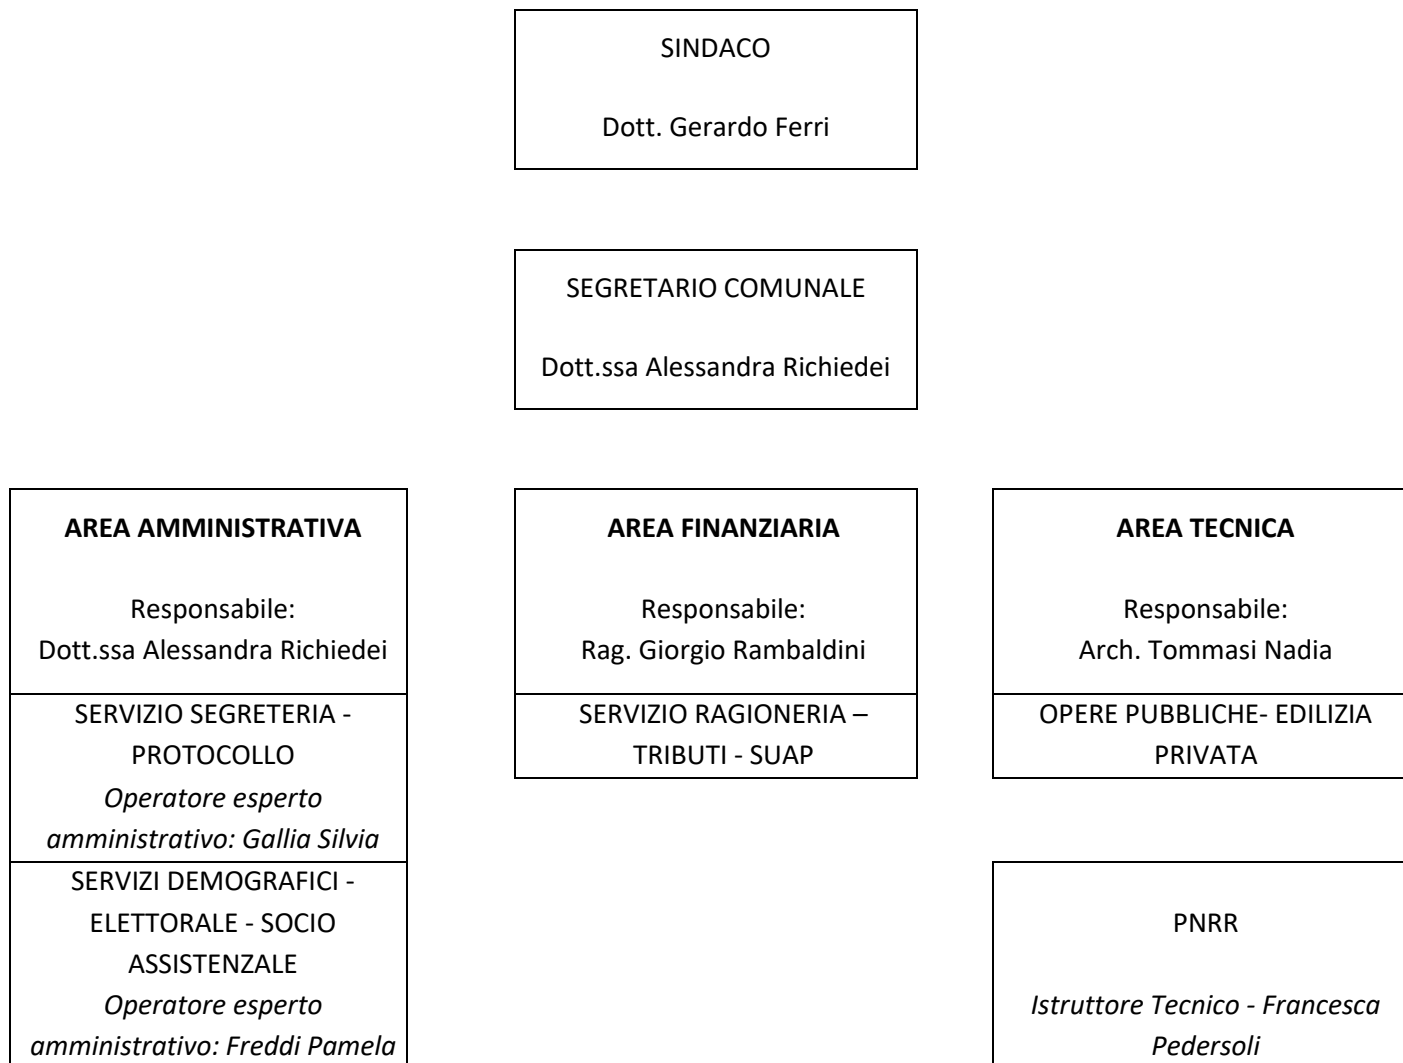 SINDACO
Dott. Gerardo Ferri
SEGRETARIO COMUNALE
Dott.ssa Alessandra Richiedei
AREA AMMINISTRATIVA
Responsabile:
Dott.ssa Alessandra Richiedei
SERVIZIO SEGRETERIA -
PROTOCOLLO
Operatore esperto
amministrativo: Gallia Silvia
SERVIZI DEMOGRAFICI -
ELETTORALE - SOCIO
ASSISTENZALE
Operatore esperto
amministrativo: Freddi Pamela
AREA FINANZIARIA
Responsabile:
Rag. Giorgio Rambaldini
SERVIZIO RAGIONERIA –
TRIBUTI - SUAP
AREA TECNICA
Responsabile:
Arch. Tommasi Nadia
OPERE PUBBLICHE- EDILIZIA
PRIVATA
PNRR
Istruttore Tecnico - Francesca
Pedersoli